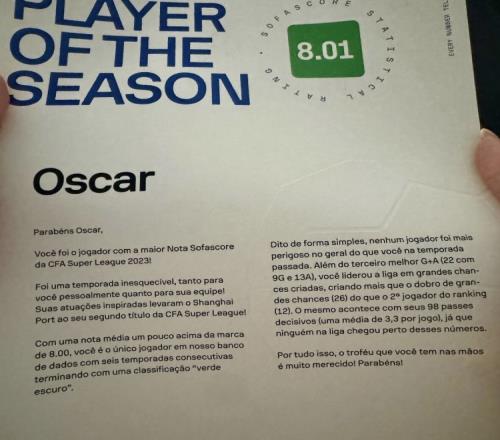 PLAYER
OF THE
SEASON
SOFASCORE STATISTICAL RATING
8.01
EVERY NUMBER
Oscar
Parabéns Oscar,
Você foi o jogador com a maior Nota Sofascore
da CFA Super League 2023!
Foi uma temporada inesquecível, tanto para
você pessoalmente quanto para sua equipe!
Suas atuações inspiradas levaram o Shanghai
Port ao seu segundo título da CFA Super League!
Com uma nota média um pouco acima da marca
de 8.00, você é o único jogador em nosso banco
de dados com seis temporadas consecutivas
terminando com uma classificação “verde
escuro”.
Dito de forma simples, nenhum jogador foi mais
perigoso no geral do que você na temporada
passada. Além do terceiro melhor G+A (22 com
9G e 13A), você liderou a liga em grandes chan-
ces criadas, criando mais que o dobro de gran-
des chances (26) do que o 2º jogador do ranking
(12). O mesmo acontece com seus 98 passes
decisivos (uma média de 3,3 por jogo), já que
ninguém na liga chegou perto desses números.
Por tudo isso, o troféu que você tem nas mãos
é muito merecido! Parabéns!